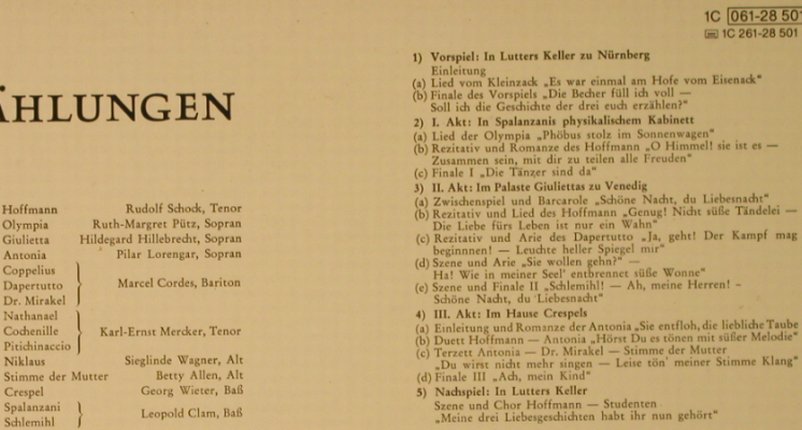 1C 061-28 501
1C 261-28 501
ÄHLUNGEN
Hoffmann Rudolf Schock, Tenor
Olympia Ruth-Margret Pütz, Sopran
Giulietta Hildegard Hillebrecht, Sopran
Antonia Pilar Lorengar, Sopran
Coppelius
Dapertutto Marcel Cordes, Bariton
Dr. Mirakel
Nathanael
Cochenille Karl-Ernst Mercker, Tenor
Pitichinaccio
Niklaus Sieglinde Wagner, Alt
Stimme der Mutter Betty Allen, Alt
Crespel Georg Wieter, Baß
Spalanzani
Leopold Clam, Baß
Schlemihl
1) Vorspiel: In Lutters Keller zu Nürnberg
Einleitung
(a) Lied vom Kleinzack „Es war einmal am Hofe vom Eisenack“
(b) Finale des Vorspiels „Die Becher füll ich voll —
Soll ich die Geschichte der drei euch erzählen?“
2) I. Akt: In Spalanzanis physikalischem Kabinett
(a) Lied der Olympia „Phöbus stolz im Sonnenwagen“
(b) Rezitativ und Romanze des Hoffmann „O Himmel! sie ist es —
Zusammen sein, mit dir zu teilen alle Freuden“
(c) Finale I „Die Tänzer sind da“
3) II. Akt: Im Palaste Giuliettas zu Venedig
(a) Zwischenspiel und Barcarole „Schöne Nacht, du Liebesnacht“
(b) Rezitativ und Lied des Hoffmann „Genug! Nicht süße Tändelei —
Die Liebe fürs Leben ist nur ein Wahn“
(c) Rezitativ und Arie des Dapertutto „Ja, geht! Der Kampf mag
beginnnen! — Leuchte heller Spiegel mir“
(d) Szene und Arie „Sie wollen gehn?“ —
Ha! Wie in meiner Seel' entbrennet süße Wonne“
(e) Szene und Finale II „Schlemihl! — Ah, meine Herren! –
Schöne Nacht, du Liebesnacht“
4) III. Akt: Im Hause Crespels
(a) Einleitung und Romanze der Antonia „Sie entfloh, die liebliche Taube
(b) Duett Hoffmann — Antonia „Hörst Du es tönen mit süßer Melodie“
(c) Terzett Antonia — Dr. Mirakel — Stimme der Mutter
„Du wirst nicht mehr singen — Leise tön' meiner Stimme Klang“
(d) Finale III „Ach, mein Kind“
5) Nachspiel: In Lutters Keller
Szene und Chor Hoffmann — Studenten
„Meine drei Liebesgeschichten habt ihr nun gehört“